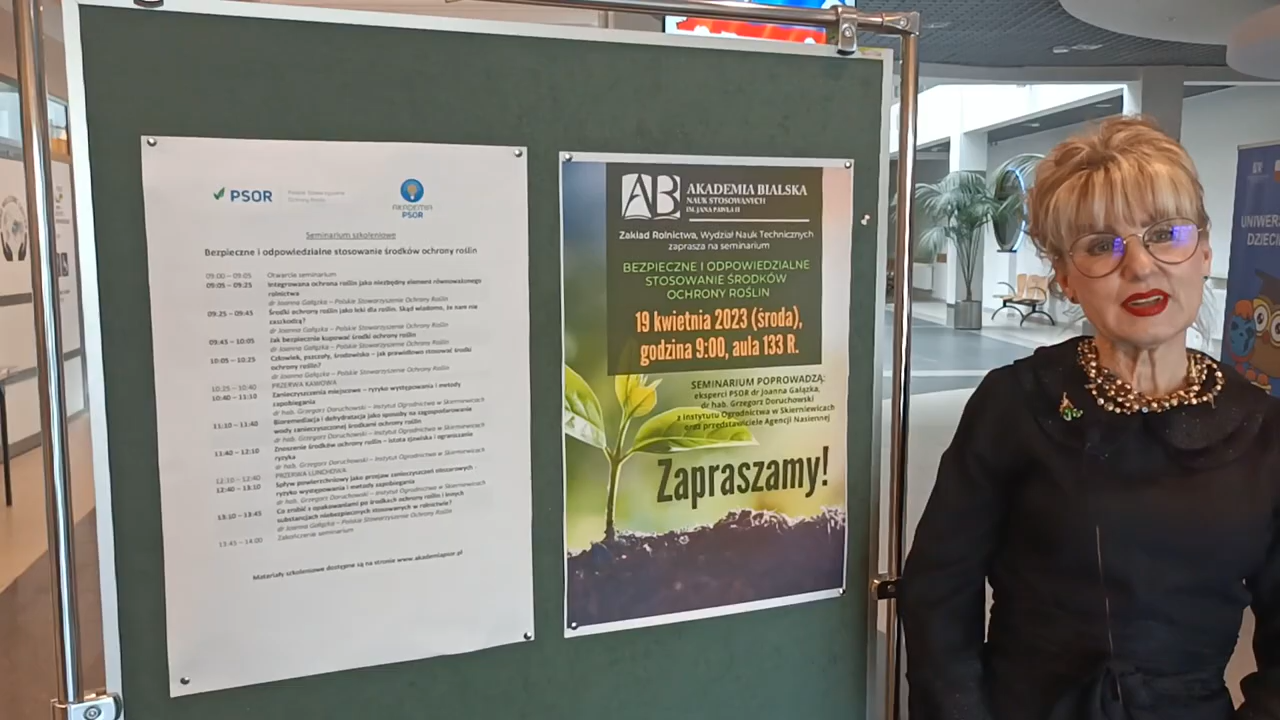 PSOR
Polskie Stowarzyszenie
Ochrony Roślin
AKADEMIA
PSOR
Seminarium szkoleniowe
Bezpieczne i odpowiedzialne stosowanie środków ochrony roślin
09:00 – 09:05 Otwarcie seminarium
09:05 – 09:25 Integrowana ochrona roślin jako niezbędny element zrównoważonego
rolnictwa
dr Joanna Gałązka – Polskie Stowarzyszenie Ochrony Roślin
09:25 – 09:45 Środki ochrony roślin jako leki dla roślin. Skąd wiadomo, że nam nie
zaszkodzą?
dr Joanna Gałązka – Polskie Stowarzyszenie Ochrony Roślin
09:45 – 10:05 Jak bezpiecznie kupować środki ochrony roślin
dr Joanna Gałązka – Polskie Stowarzyszenie Ochrony Roślin
10:05 – 10:25 Człowiek, pszczoły, środowisko – jak prawidłowo stosować środki
ochrony roślin?
dr Joanna Gałązka – Polskie Stowarzyszenie Ochrony Roślin
10:25 – 10:40 PRZERWA KAWOWA
10:40 – 11:10 Zanieczyszczenia miejscowe – ryzyko występowania i metody
zapobiegania
dr hab. Grzegorz Doruchowski – Instytut Ogrodnictwa w Skierniewicach
11:10 – 11:40 Bioremediacja i dehydratacja jako sposoby na zagospodarowanie
wody zanieczyszczonej środkami ochrony roślin
dr hab. Grzegorz Doruchowski – Instytut Ogrodnictwa w Skierniewicach
11:40 – 12:10 Znoszenie środków ochrony roślin – istota zjawiska i ograniczanie
ryzyka
dr hab. Grzegorz Doruchowski – Instytut Ogrodnictwa w Skierniewicach
12:10 – 12:40 PRZERWA LUNCHOWA
12:40 – 13:10 Spływ powierzchniowy jako przejaw zanieczyszczeń obszarowych -
ryzyko występowania i metody zapobiegania
dr hab. Grzegorz Doruchowski – Instytut Ogrodnictwa w Skierniewicach
13:10 – 13:45 Co zrobić z opakowaniami po środkach ochrony roślin i innych
substancjach niebezpiecznych stosowanych w rolnictwie?
dr Joanna Gałązka – Polskie Stowarzyszenie Ochrony Roślin
13:45 – 14:00 Zakończenie seminarium
Materiały szkoleniowe dostępne są na stronie www.akademiapsor.pl
AB AKADEMIA BIALSKA
NAUK STOSOWANYCH
IM. JANA PAWŁA II
Zakład Rolnictwa, Wydział Nauk Technicznych
zaprasza na seminarium
BEZPIECZNE I ODPOWIEDZIALNE
STOSOWANIE ŚRODKÓW
OCHRONY ROŚLIN
19 kwietnia 2023 (środa),
godzina 9:00, aula 133 R.
SEMINARIUM POPROWADZĄ:
eksperci PSOR dr Joanna Gałązka,
dr hab. Grzegorz Doruchowski
z Instytutu Ogrodnictwa w Skierniewicach
oraz przedstawiciele Agencji Nasiennej
Zapraszamy!
UNIWERS
DZIECI